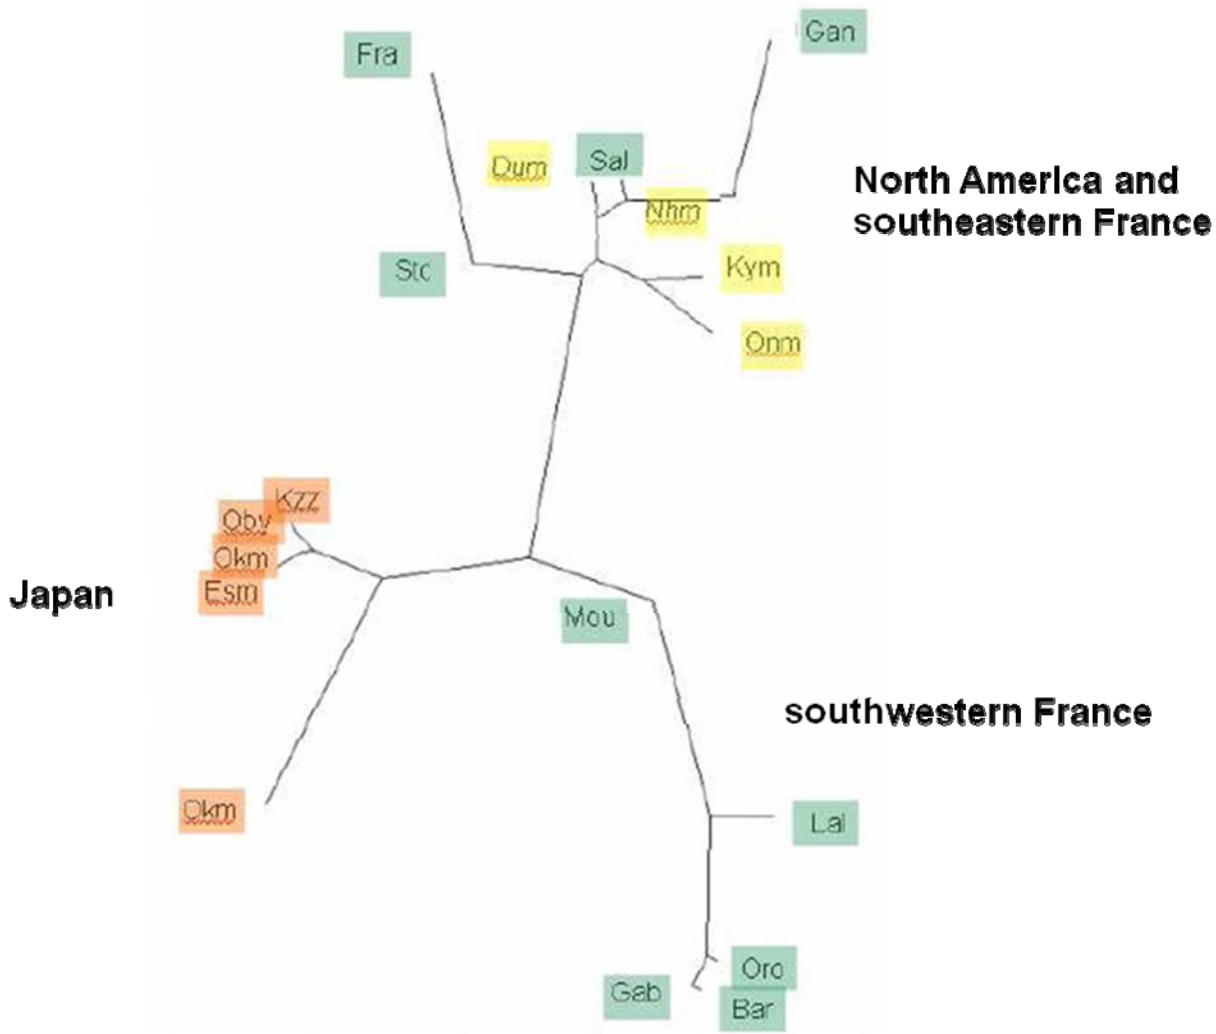 Gan
Fra
Dum
Sal
North America and
southeastern France
Nhm
Stc
Kym
Onm
Kzz
Oby
Okm
Esm
Japan
Mou
southwestern France
Okm
Lal
Oro
Gab
Bar